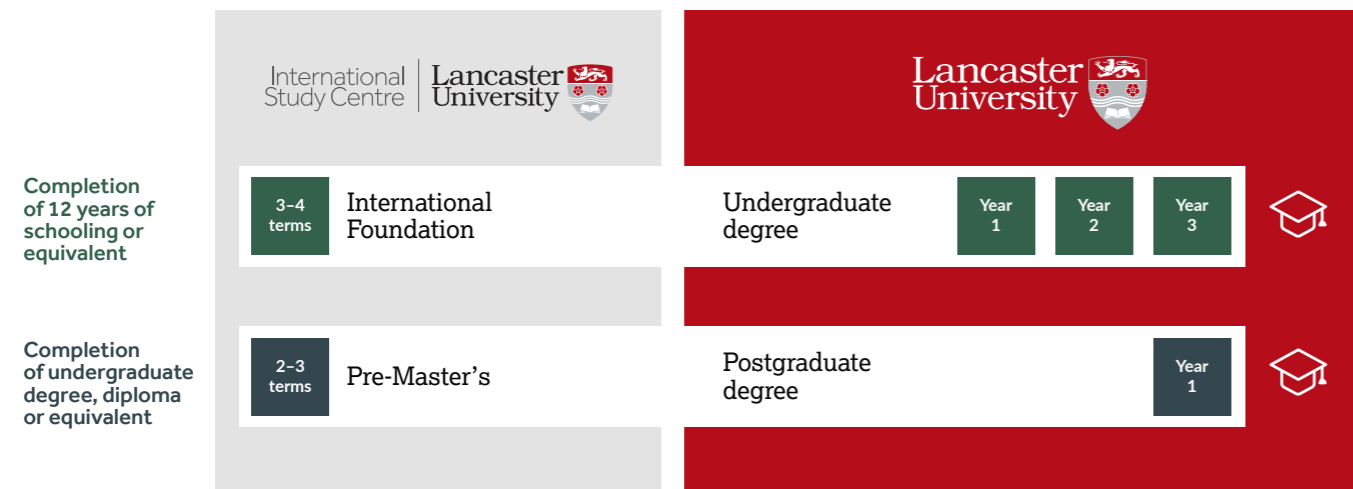 International
Study Centre
Lancaster
University
Lancaster
University
Completion
of 12 years of
schooling or
equivalent
3–4
terms
International
Foundation
Undergraduate
degree
Year
1
Year
2
Year
3
Completion
of undergraduate
degree, diploma
or equivalent
2–3
terms
Pre-Master's
Postgraduate
degree
Year
1